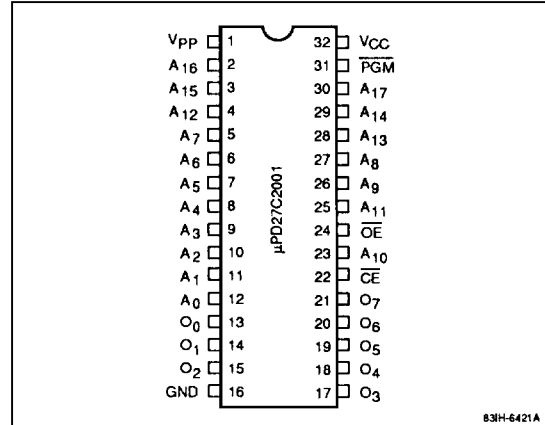 VPP 1 32 VCC
A16 2 31 PGM
A15 3 30 A17
A12 4 29 A14
A7 5 28 A13
A6 6 27 A8
A5 7 26 A9
A4 8 25 A11
A3 9 24 OE
A2 10 23 A10
A1 11 22 CE
A0 12 21 O7
O0 13 20 O6
O1 14 19 O5
O2 15 18 O4
GND 16 17 O3
µPD27C2001
83IH-6421A